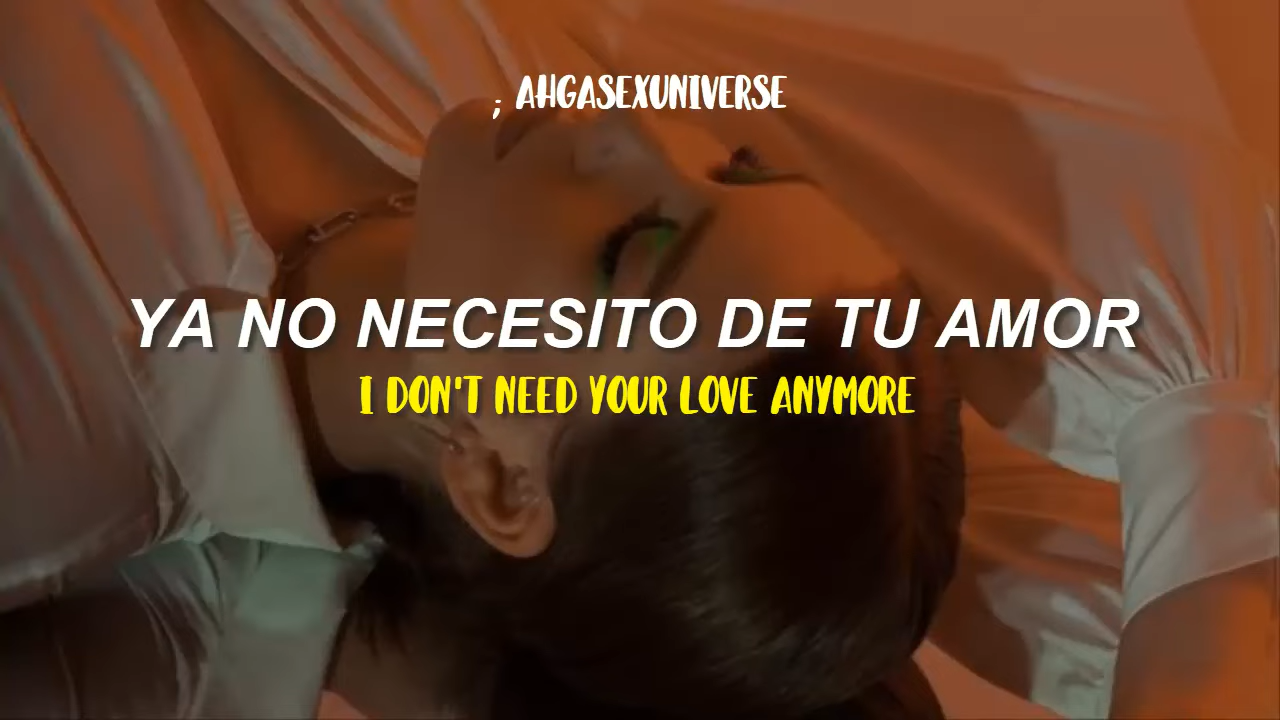 ; AHGASEXUNIVERSE
YA NO NECESITO DE TU AMOR
I DON'T NEED YOUR LOVE ANYMORE